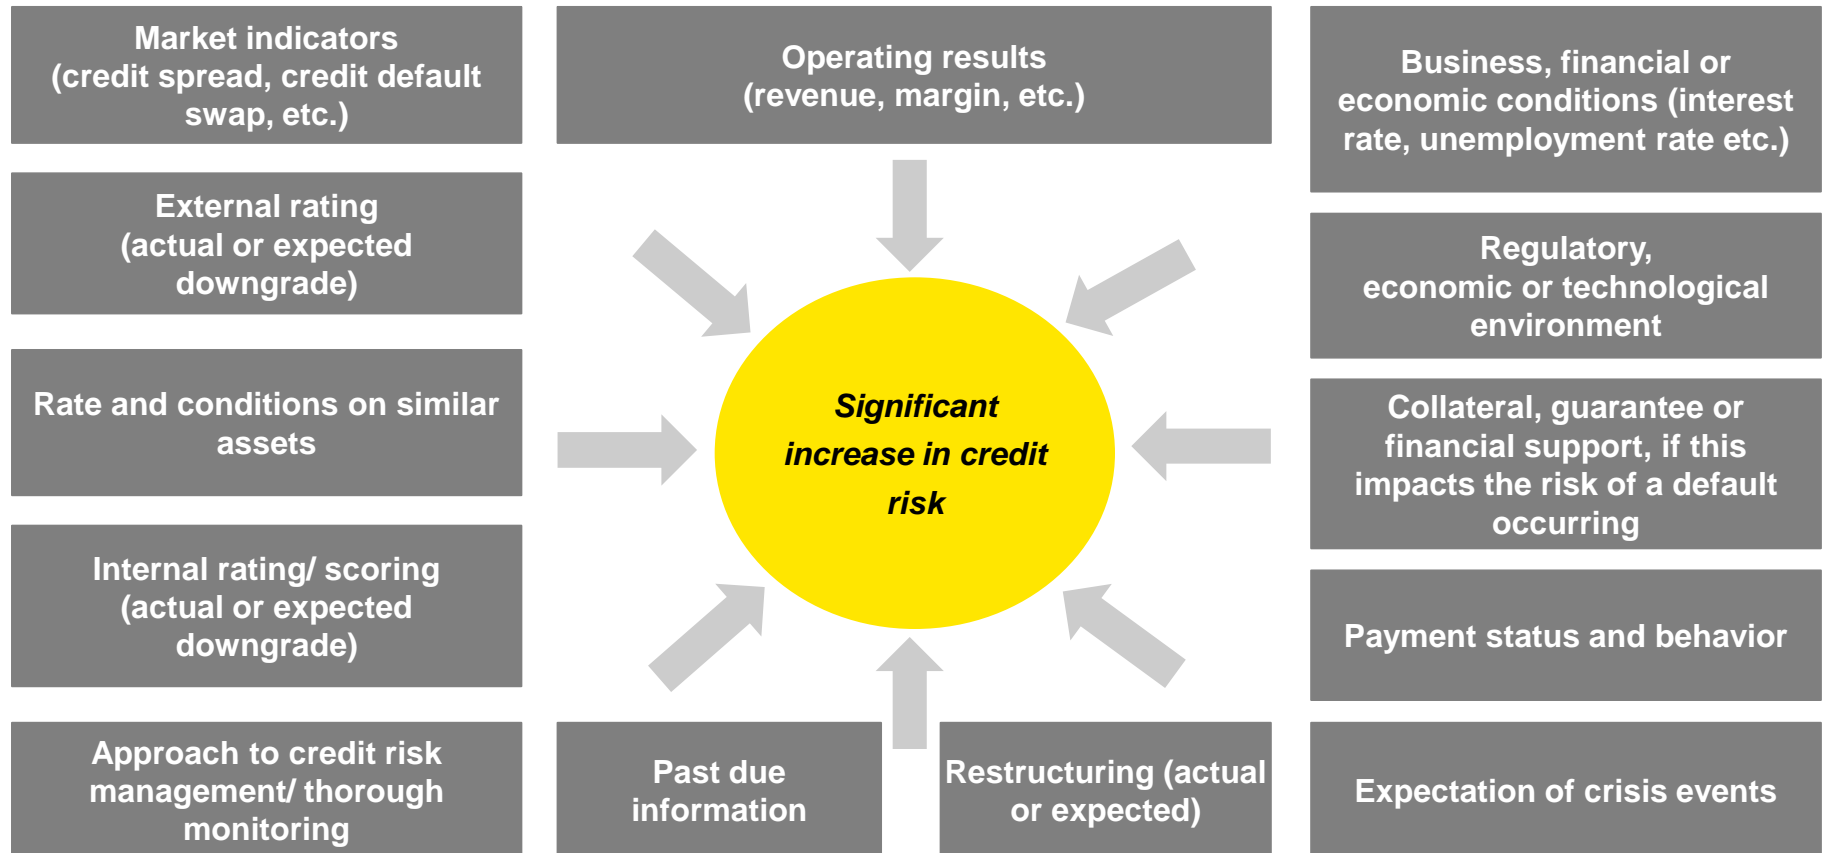 Market indicators
(credit spread, credit default
swap, etc.)
External rating
(actual or expected
downgrade)
Rate and conditions on similar
assets
Internal rating/ scoring
(actual or expected
downgrade)
Approach to credit risk
management/ thorough
monitoring
Operating results
(revenue, margin, etc.)
Significant
increase in credit
risk
Past due
information
Restructuring (actual
or expected)
Business, financial or
economic conditions (interest
rate, unemployment rate etc.)
Regulatory,
economic or technological
environment
Collateral, guarantee or
financial support, if this
impacts the risk of a default
occurring
Payment status and behavior
Expectation of crisis events